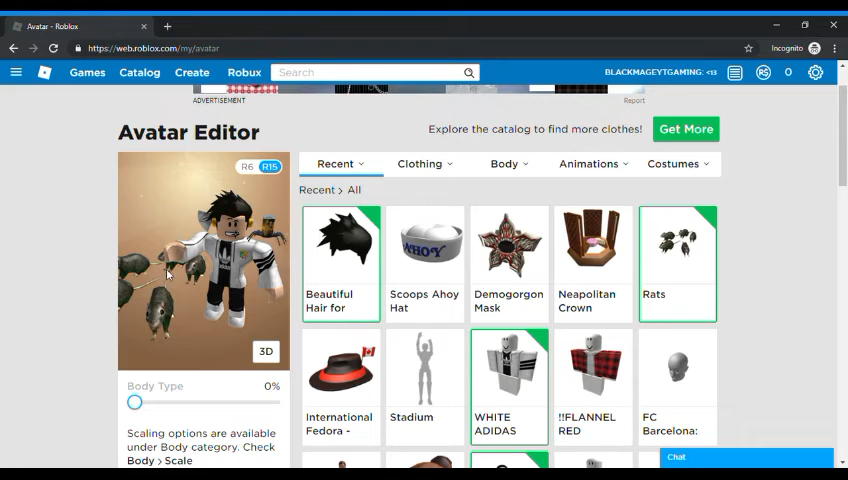 Avatar - Roblox
https://web.roblox.com/my/avatar
Incognito
Games
Catalog
Create
Robux
Search
BLACKMAGEYTGAMING: <13
0
ADVERTISEMENT
Report
Avatar Editor
Explore the catalog to find more clothes!
Get More
R6 R15
Recent
Clothing
Body
Animations
Costumes
Recent > All
Beautiful
Hair for
Scoops Ahoy
Hat
Demogorgon
Mask
Neapolitan
Crown
Rats
3D
Body Type
0%
International
Fedora -
Stadium
WHITE
ADIDAS
!!FLANNEL
RED
FC
Barcelona:
Scaling options are available
under Body category. Check
Body > Scale
Chat